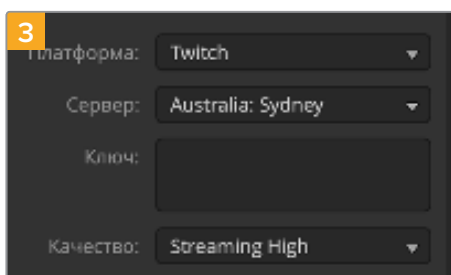 3
Платформа: Twitch
Сервер: Australia: Sydney
Ключ:
Качество: Streaming High